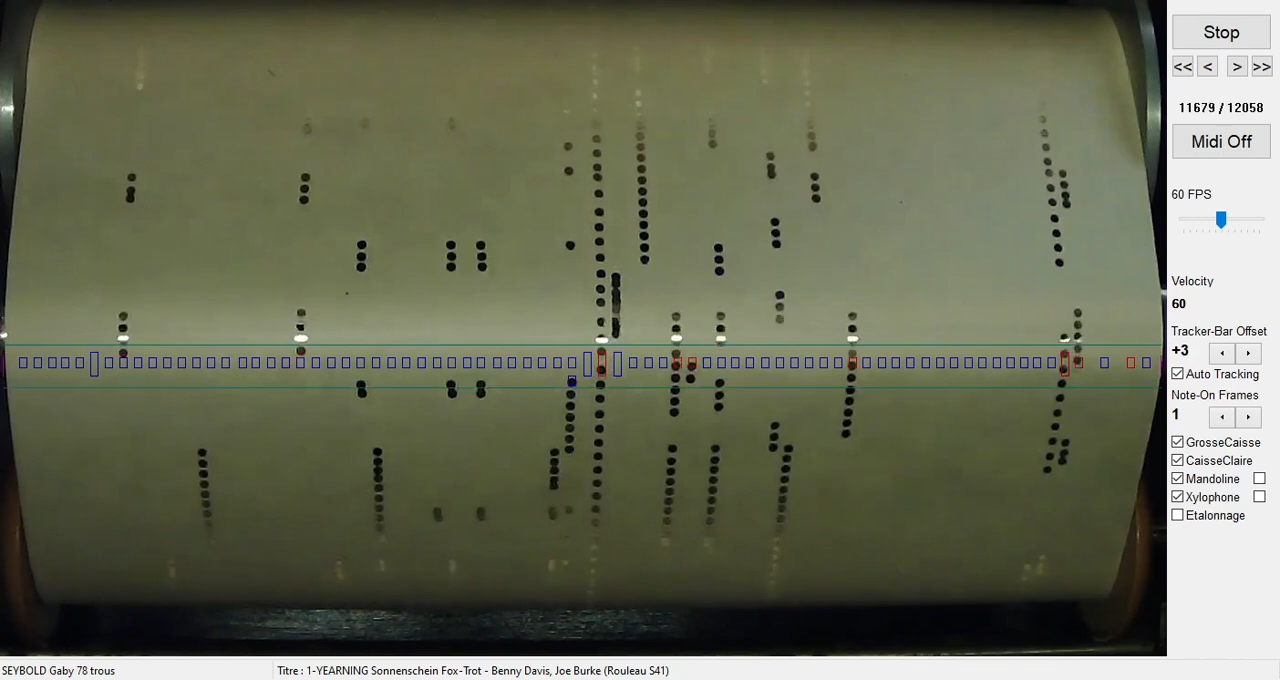 Stop
<< < > >>
11679 / 12058
Midi Off
60 FPS
Velocity
60
Tracker-Bar Offset
+3
Auto Tracking
Note-On Frames
1
GrosseCaisse
CaisseClaire
Mandoline
Xylophone
Etalonnage
SEYBOLD Gaby 78 trous
Titre : 1-YEARNING Sonnenschein Fox-Trot - Benny Davis, Joe Burke (Rouleau S41)